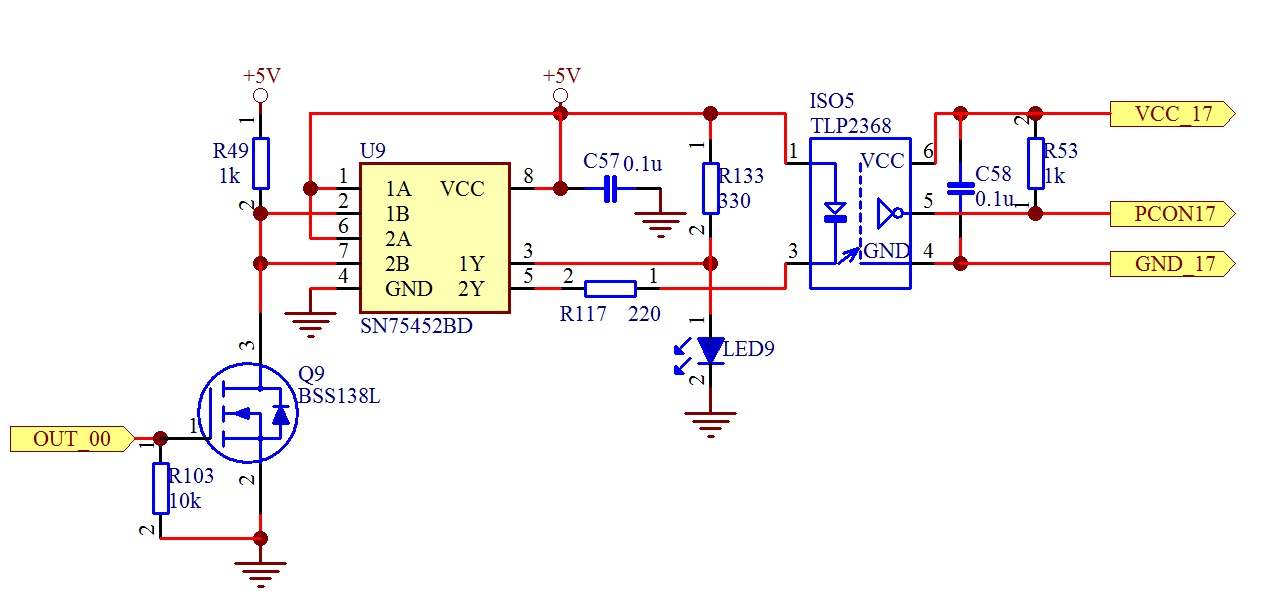 +5V
+5V
ISO5
TLP2368
VCC_17
1
2
R49
1k
2
U9
C57 0.1u
1
R133
330
2
1
VCC
6
R53
1k
1
C58
0.1u
1
1A
VCC
8
2
1B
6
2A
7
2B
1Y
3
4
GND
2Y
5
5
PCON17
3
GND
4
GND_17
2
1
R117
220
SN75452BD
1
LED9
2
3
Q9
BSS138L
OUT_00
1
1
2
R103
10k
2